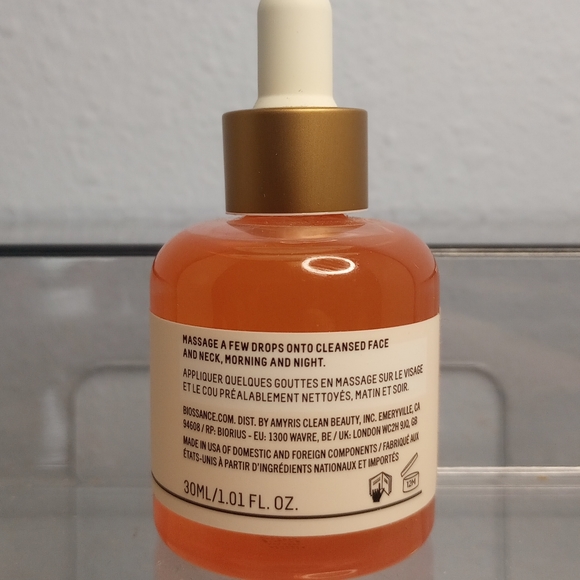 MASSAGE A FEW DROPS ONTO CLEANSED FACE
AND NECK, MORNING AND NIGHT.
APPLIQUER QUELQUES GOUTTES EN MASSAGE SUR LE VISAGE
ET LE COU PRÉALABLEMENT NETTOYÉS, MATIN ET SOIR.
BIOSSANCE.COM. DIST. BY AMYRIS CLEAN BEAUTY, INC. EMERYVILLE, CA
94608 / RP: BIORIUS - EU: 1300 WAVRE, BE / UK: LONDON WC2H 9JQ, GB
MADE IN USA OF DOMESTIC AND FOREIGN COMPONENTS / FABRIQUÉ AUX
ÉTATS-UNIS À PARTIR D'INGRÉDIENTS NATIONAUX ET IMPORTÉS
12M
30ML/1.01 FL. OZ.